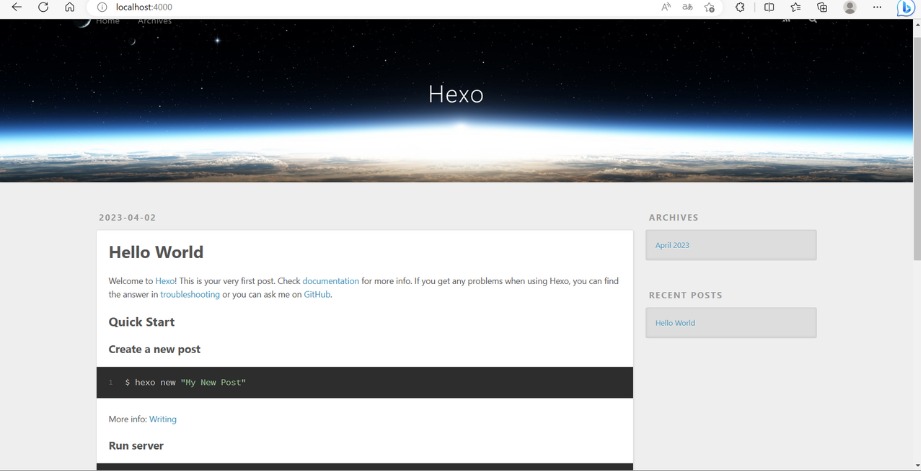 localhost:4000
Home Archives
Hexo
2023-04-02
Hello World
Welcome to Hexo! This is your very first post. Check documentation for more info. If you get any problems when using Hexo, you can find
the answer in troubleshooting or you can ask me on GitHub.
Quick Start
Create a new post
1 $ hexo new "My New Post"
More info: Writing
Run server
ARCHIVES
April 2023
RECENT POSTS
Hello World